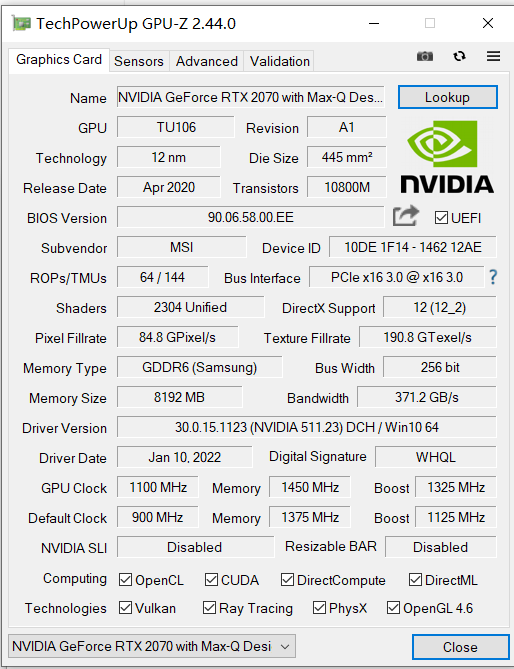 TechPowerUp GPU-Z 2.44.0
Graphics Card Sensors Advanced Validation
Name NVIDIA GeForce RTX 2070 with Max-Q Des... Lookup
GPU TU106 Revision A1
Technology 12 nm Die Size 445 mm²
Release Date Apr 2020 Transistors 10800M
NVIDIA
BIOS Version 90.06.58.00.EE UEFI
Subvendor MSI Device ID 10DE 1F14 - 1462 12AE
ROPs/TMUs 64 / 144 Bus Interface PCIe x16 3.0 @ x16 3.0 ?
Shaders 2304 Unified DirectX Support 12 (12_2)
Pixel Fillrate 84.8 GPixel/s Texture Fillrate 190.8 GTexel/s
Memory Type GDDR6 (Samsung) Bus Width 256 bit
Memory Size 8192 MB Bandwidth 371.2 GB/s
Driver Version 30.0.15.1123 (NVIDIA 511.23) DCH / Win10 64
Driver Date Jan 10, 2022 Digital Signature WHQL
GPU Clock 1100 MHz Memory 1450 MHz Boost 1325 MHz
Default Clock 900 MHz Memory 1375 MHz Boost 1125 MHz
NVIDIA SLI Disabled Resizable BAR Disabled
Computing OpenCL CUDA DirectCompute DirectML
Technologies Vulkan Ray Tracing PhysX OpenGL 4.6
NVIDIA GeForce RTX 2070 with Max-Q Desi Close